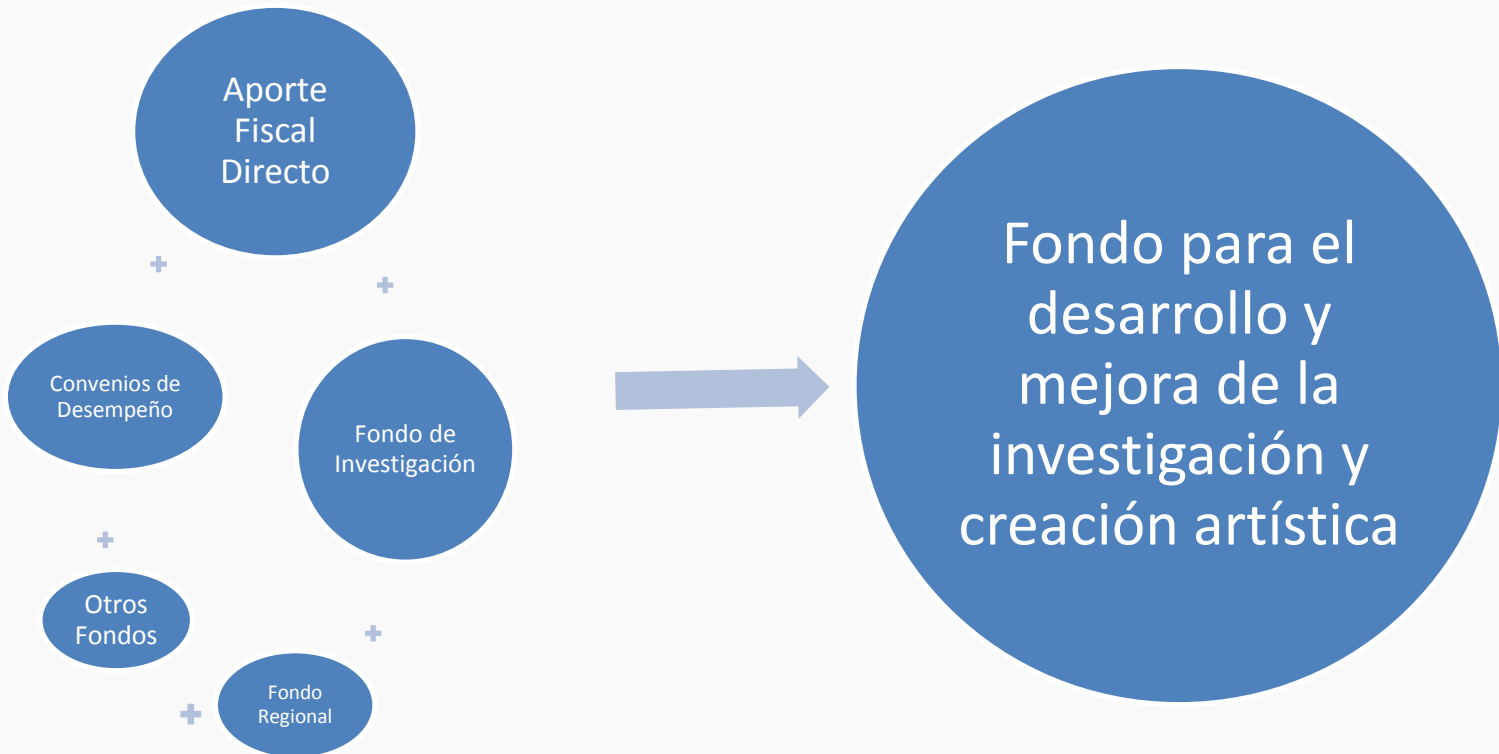 Aporte
Fiscal
Directo
Convenios de
Desempeño
Fondo de
Investigación
Otros
Fondos
Fondo
Regional
Fondo para el
desarrollo y
mejora de la
investigación y
creación artística